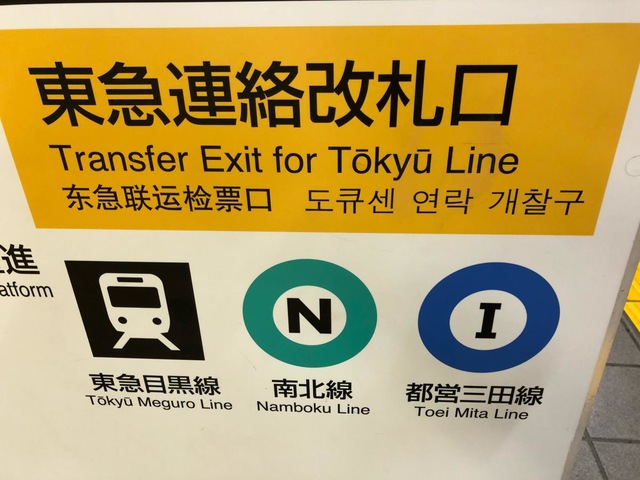 東急連絡改札口
Transfer Exit for Tōkyū Line
东急联运检票口 도큐센 연락 개찰구
進
atform
N
I
東急目黒線
Tōkyū Meguro Line
南北線
Namboku Line
都営三田線
Toei Mita Line